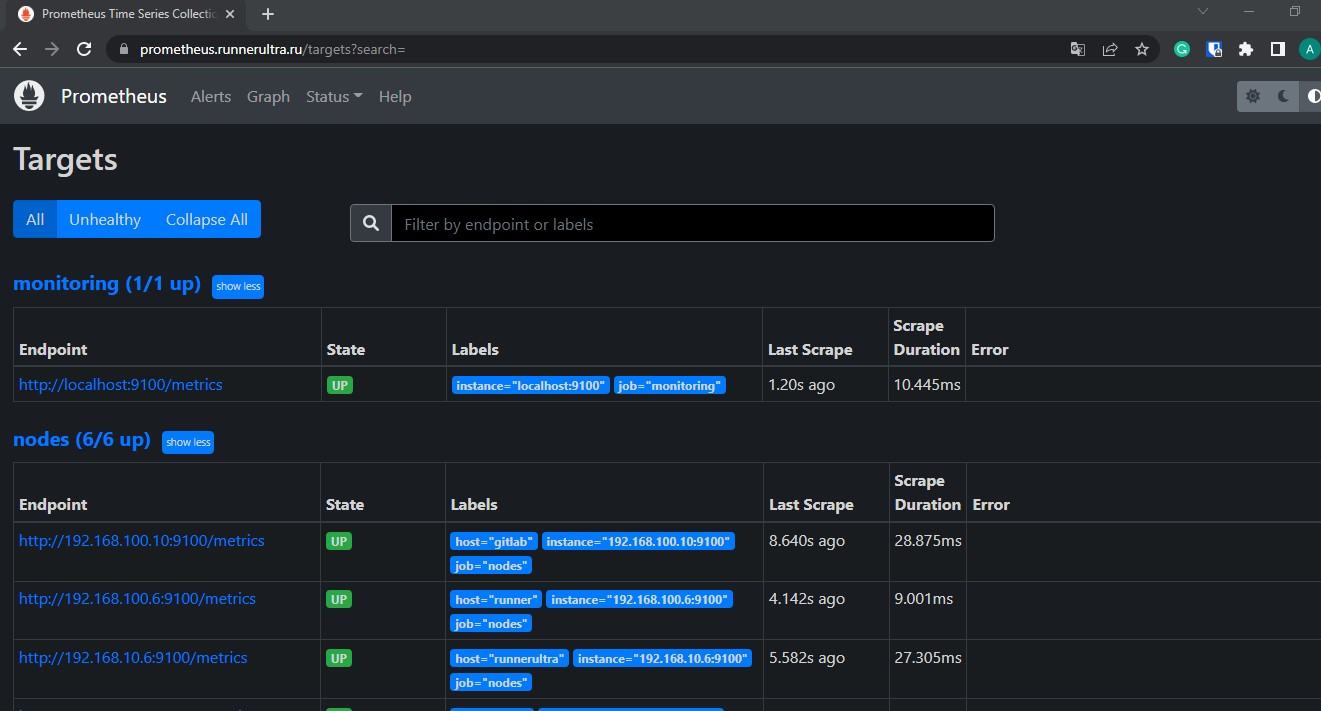 Prometheus Time Series Collectio
prometheus.runnerultra.ru/targets?search=
G
A
Prometheus Alerts Graph Status Help
Targets
All Unhealthy Collapse All
Filter by endpoint or labels
monitoring (1/1 up) show less
Endpoint State Labels Last Scrape Scrape Duration Error
http://localhost:9100/metrics UP instance="localhost:9100" job="monitoring" 1.20s ago 10.445ms
nodes (6/6 up) show less
Endpoint State Labels Last Scrape Scrape Duration Error
http://192.168.100.10:9100/metrics UP host="gitlab" instance="192.168.100.10:9100" 8.640s ago 28.875ms
job="nodes"
http://192.168.100.6:9100/metrics UP host="runner" instance="192.168.100.6:9100" 4.142s ago 9.001ms
job="nodes"
http://192.168.10.6:9100/metrics UP host="runnerultra" instance="192.168.10.6:9100" 5.582s ago 27.305ms
job="nodes"